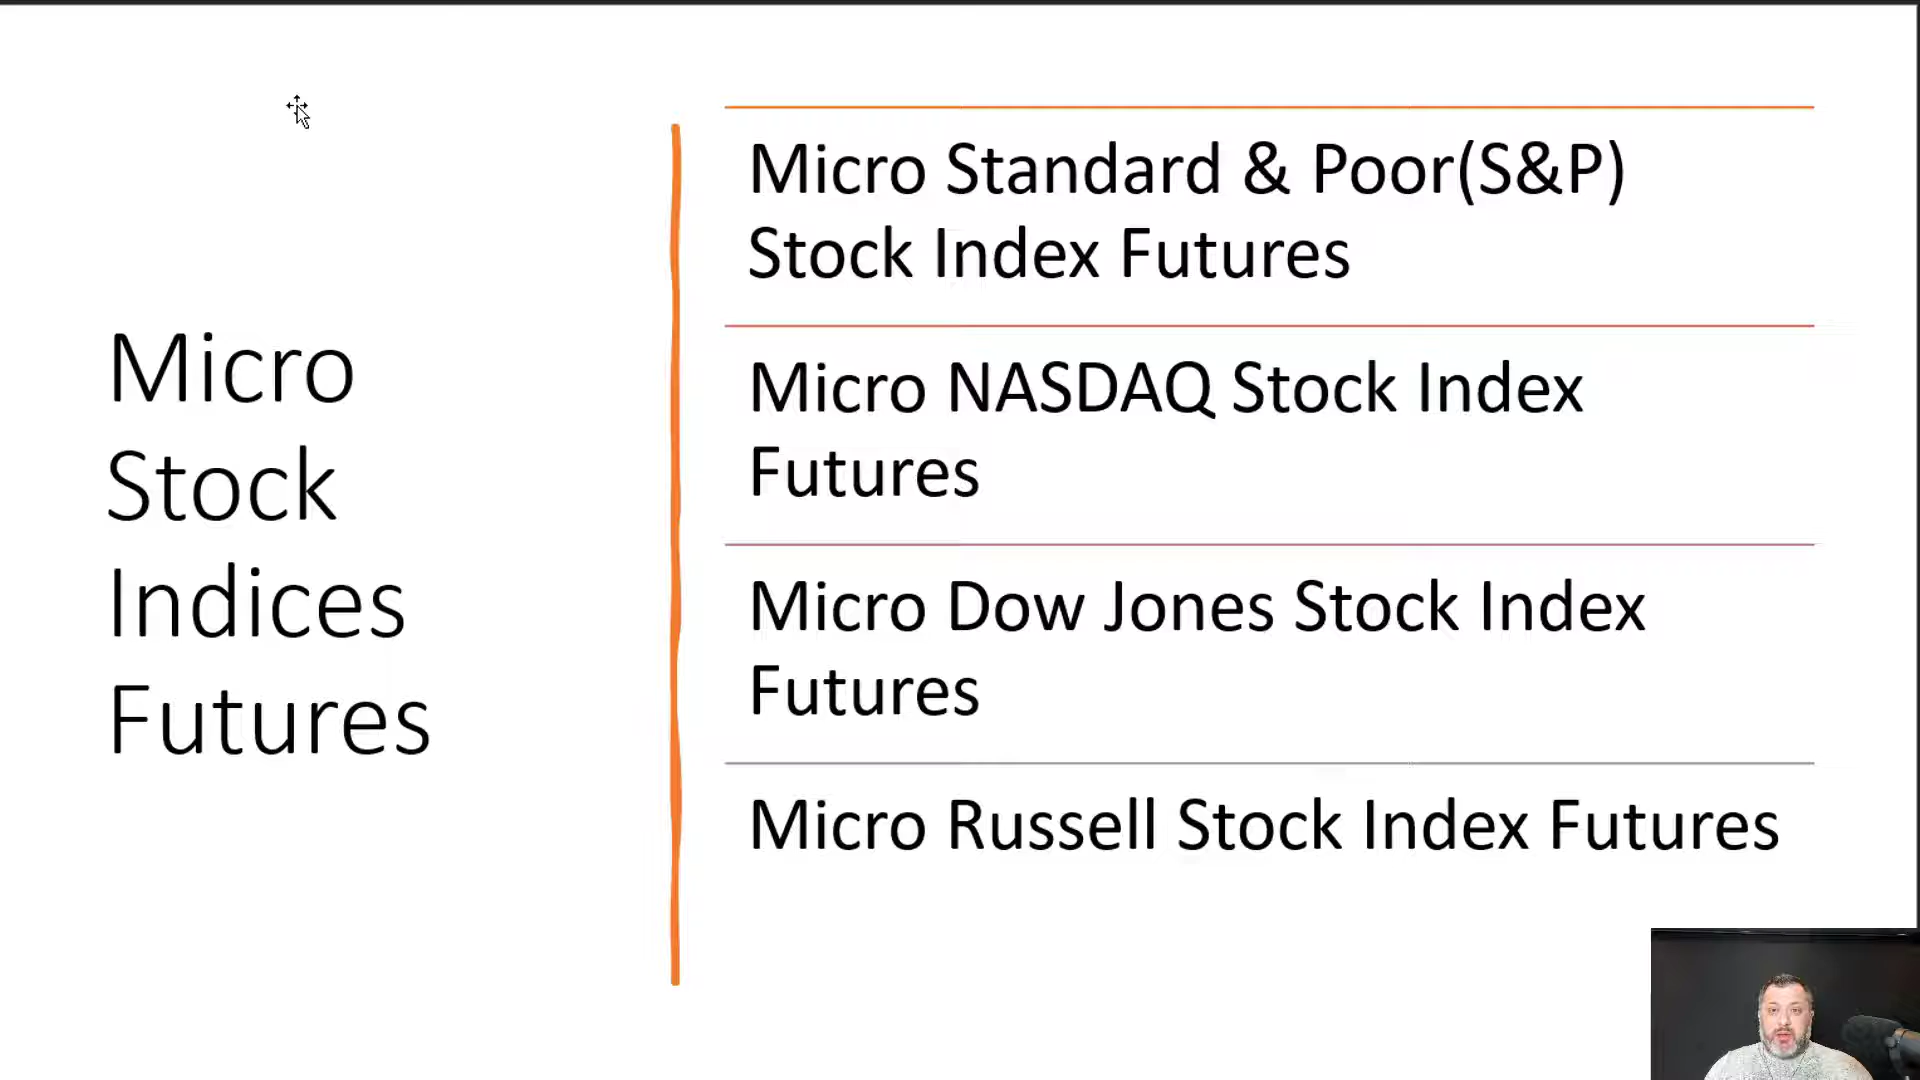 Micro
Stock
Indices
Futures
Micro Standard & Poor(S&P)
Stock Index Futures
Micro NASDAQ Stock Index
Futures
Micro Dow Jones Stock Index
Futures
Micro Russell Stock Index Futures